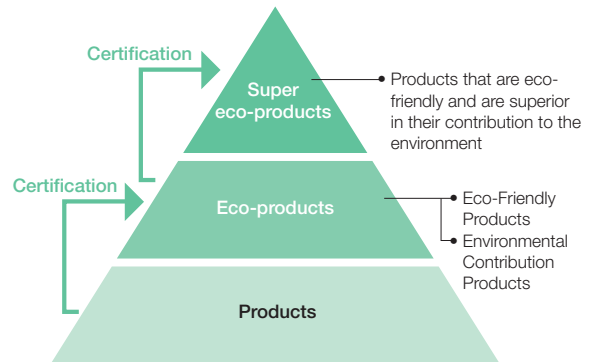 Certification
Super
eco-products
Products that are eco-
friendly and are superior
in their contribution to the
environment
Certification
Eco-products
Eco-Friendly
Products
Environmental
Contribution
Products
Products